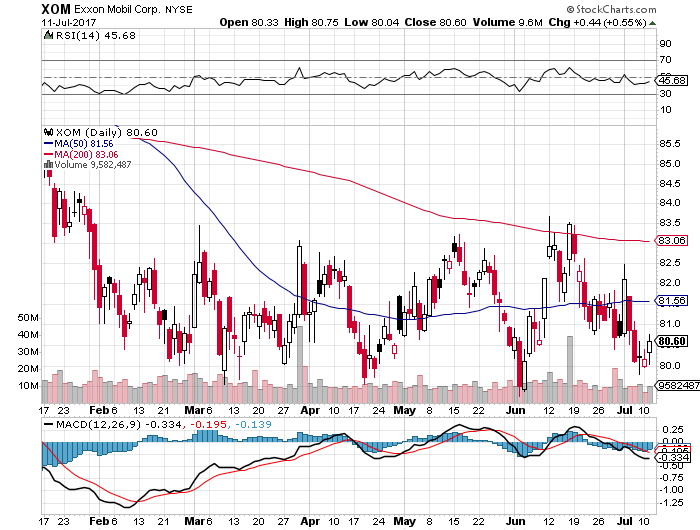 XOM Exxon Mobil Corp. NYSE
© StockCharts.com
11-Jul-2017
Open 80.33 High 80.75 Low 80.04 Close 80.60 Volume 9.6M Chg +0.44 (+0.55%)
RSI(14) 45.68
90
70
50
45.68
30
10
XOM (Daily) 80.60
MA(50) 81.56
MA(200) 83.06
Volume 9,582,487
85.5
85.0
84.5
84.0
83.5
83.06
82.5
82.0
81.56
81.0
80.60
80.0
9582487
50M
40M
30M
20M
10M
17 23 Feb 6 13 21 Mar 6 13 20 27 Apr 10 17 24 May 8 15 22 Jun 5 12 19 26 Jul 10
MACD(12,26,9) -0.334, -0.195, -0.139
0.25
0.00
-0.334
-0.50
-0.75
-1.00
-1.25
17 23 Feb 6 13 21 Mar 6 13 20 27 Apr 10 17 24 May 8 15 22 Jun 5 12 19 26 Jul 10